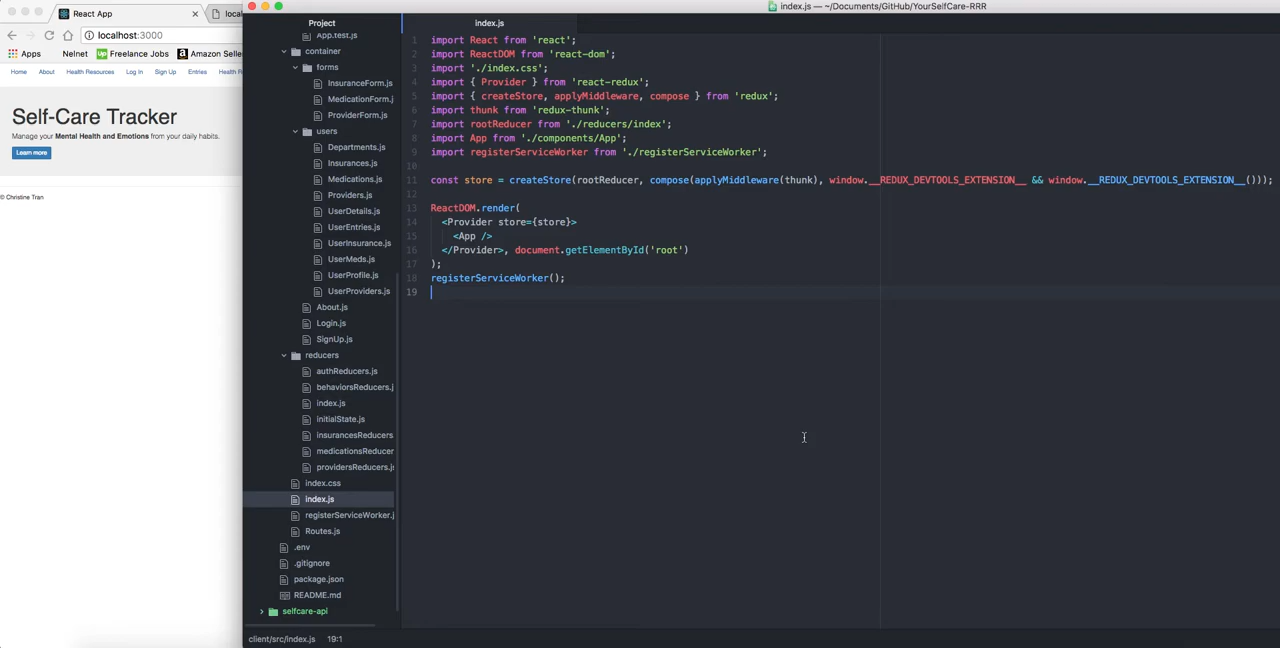 React App
local
localhost:3000
Apps
Nelnet
Up Freelance Jobs
a Amazon Selle
Home About Health Resources Log In Sign Up Entries Health R
Self-Care Tracker
Manage your Mental Health and Emotions from your daily habits.
Learn more
© Christine Tran
index.js — ~/Documents/GitHub/YourSelfCare-RRR
Project
App.test.js
container
forms
InsuranceForm.js
MedicationForm.j
ProviderForm.js
users
Departments.js
Insurances.js
Medications.js
Providers.js
UserDetails.js
UserEntries.js
UserInsurance.js
UserMeds.js
UserProfile.js
UserProviders.js
About.js
Login.js
SignUp.js
reducers
authReducers.js
behaviorsReducers.j
index.js
initialState.js
insurancesReducers
medicationsReducer
providersReducers.j
index.css
index.js
registerServiceWorker.j
Routes.js
.env
.gitignore
package.json
README.md
selfcare-api
index.js
1 import React from 'react';
2 import ReactDOM from 'react-dom';
3 import './index.css';
4 import { Provider } from 'react-redux';
5 import { createStore, applyMiddleware, compose } from 'redux';
6 import thunk from 'redux-thunk';
7 import rootReducer from './reducers/index';
8 import App from './components/App';
9 import registerServiceWorker from './registerServiceWorker';
10
11 const store = createStore(rootReducer, compose(applyMiddleware(thunk), window.__REDUX_DEVTOOLS_EXTENSION__ && window.__REDUX_DEVTOOLS_EXTENSION__()));
12
13 ReactDOM.render(
14 <Provider store={store}>
15 <App />
16 </Provider>, document.getElementById('root')
17 );
18 registerServiceWorker();
19
client/src/index.js 19:1